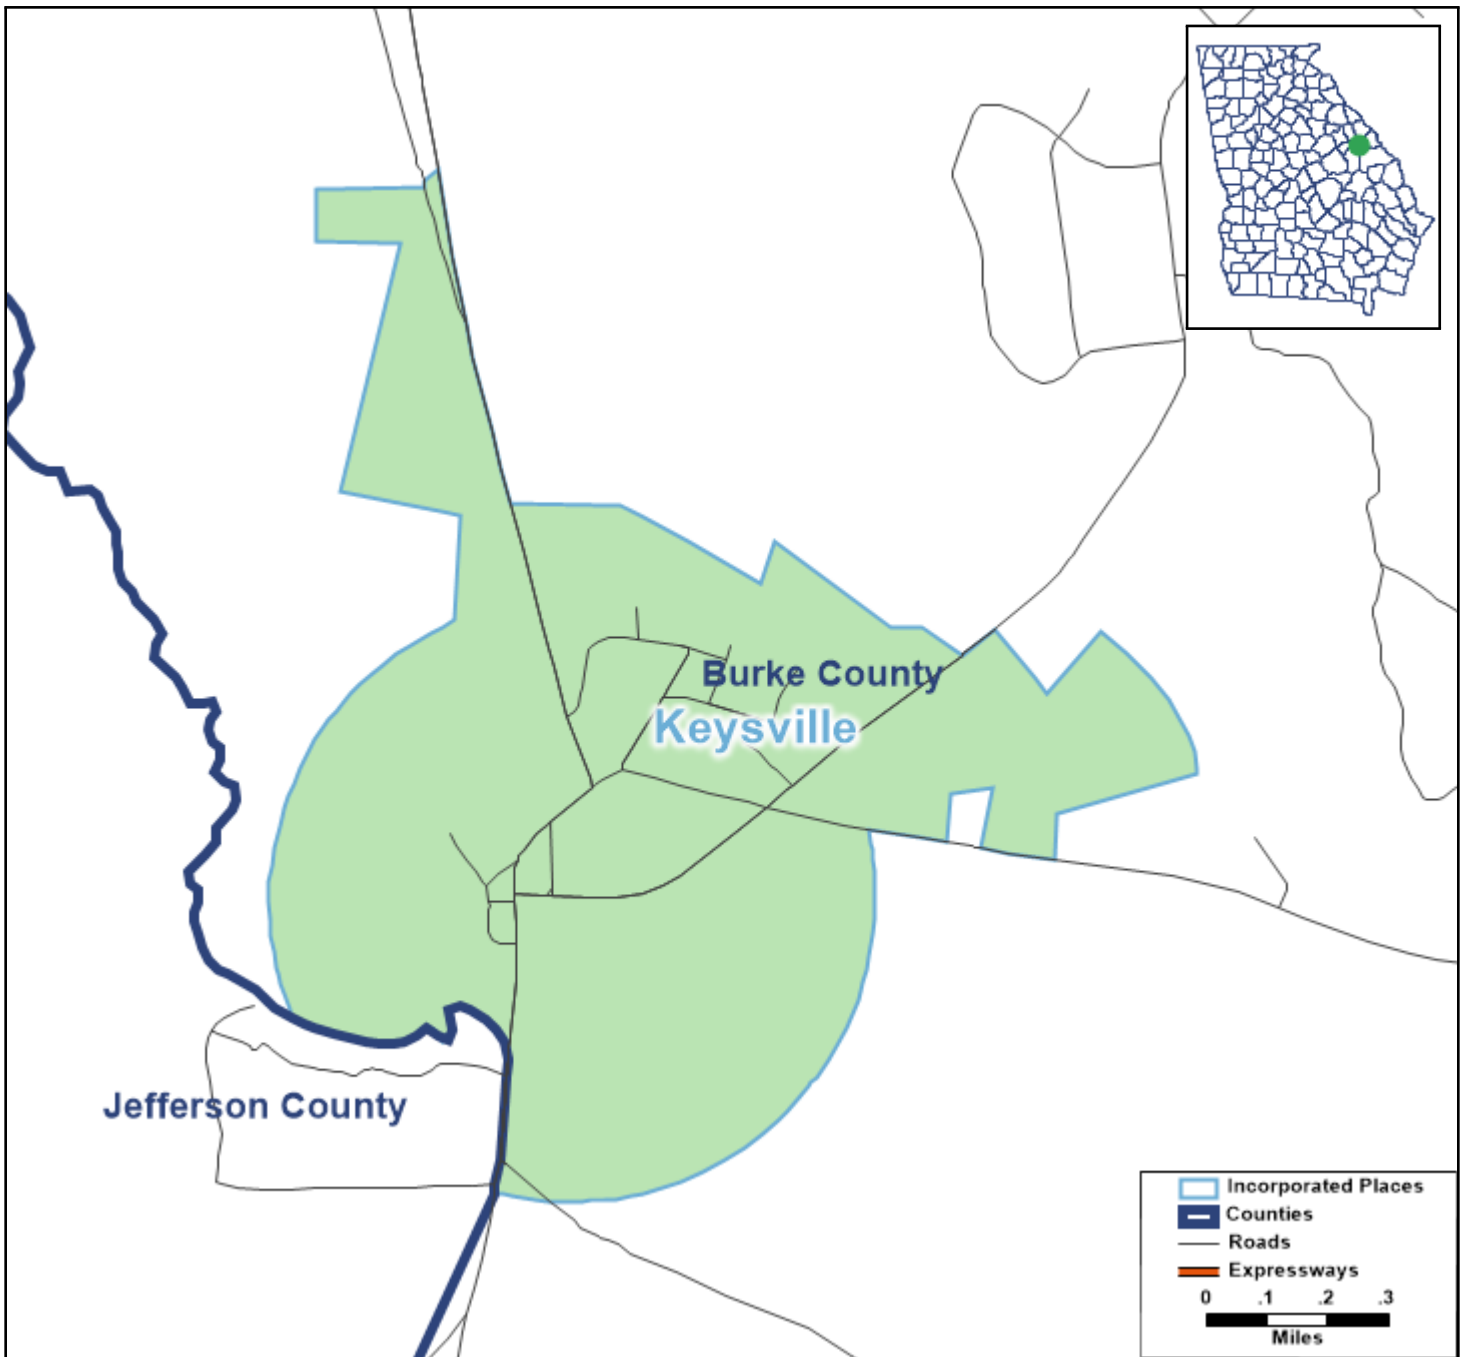 Burke County
Keysville
Jefferson County
Incorporated Places
Counties
Roads
Expressways
0 .1 .2 .3
Miles